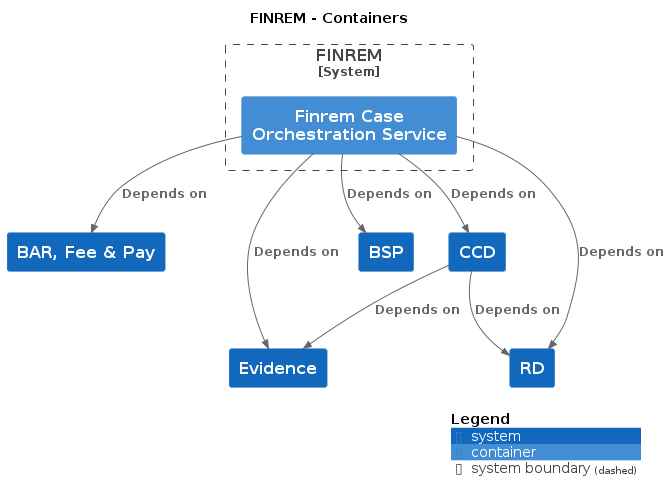 FINREM - Containers
FINREM
[System]
Finrem Case
Orchestration Service
Depends on
Depends on
Depends on
BAR, Fee & Pay
BSP
CCD
Depends on
Depends on
Depends on
Depends on
Evidence
RD
Legend
system
container
system boundary (dashed)